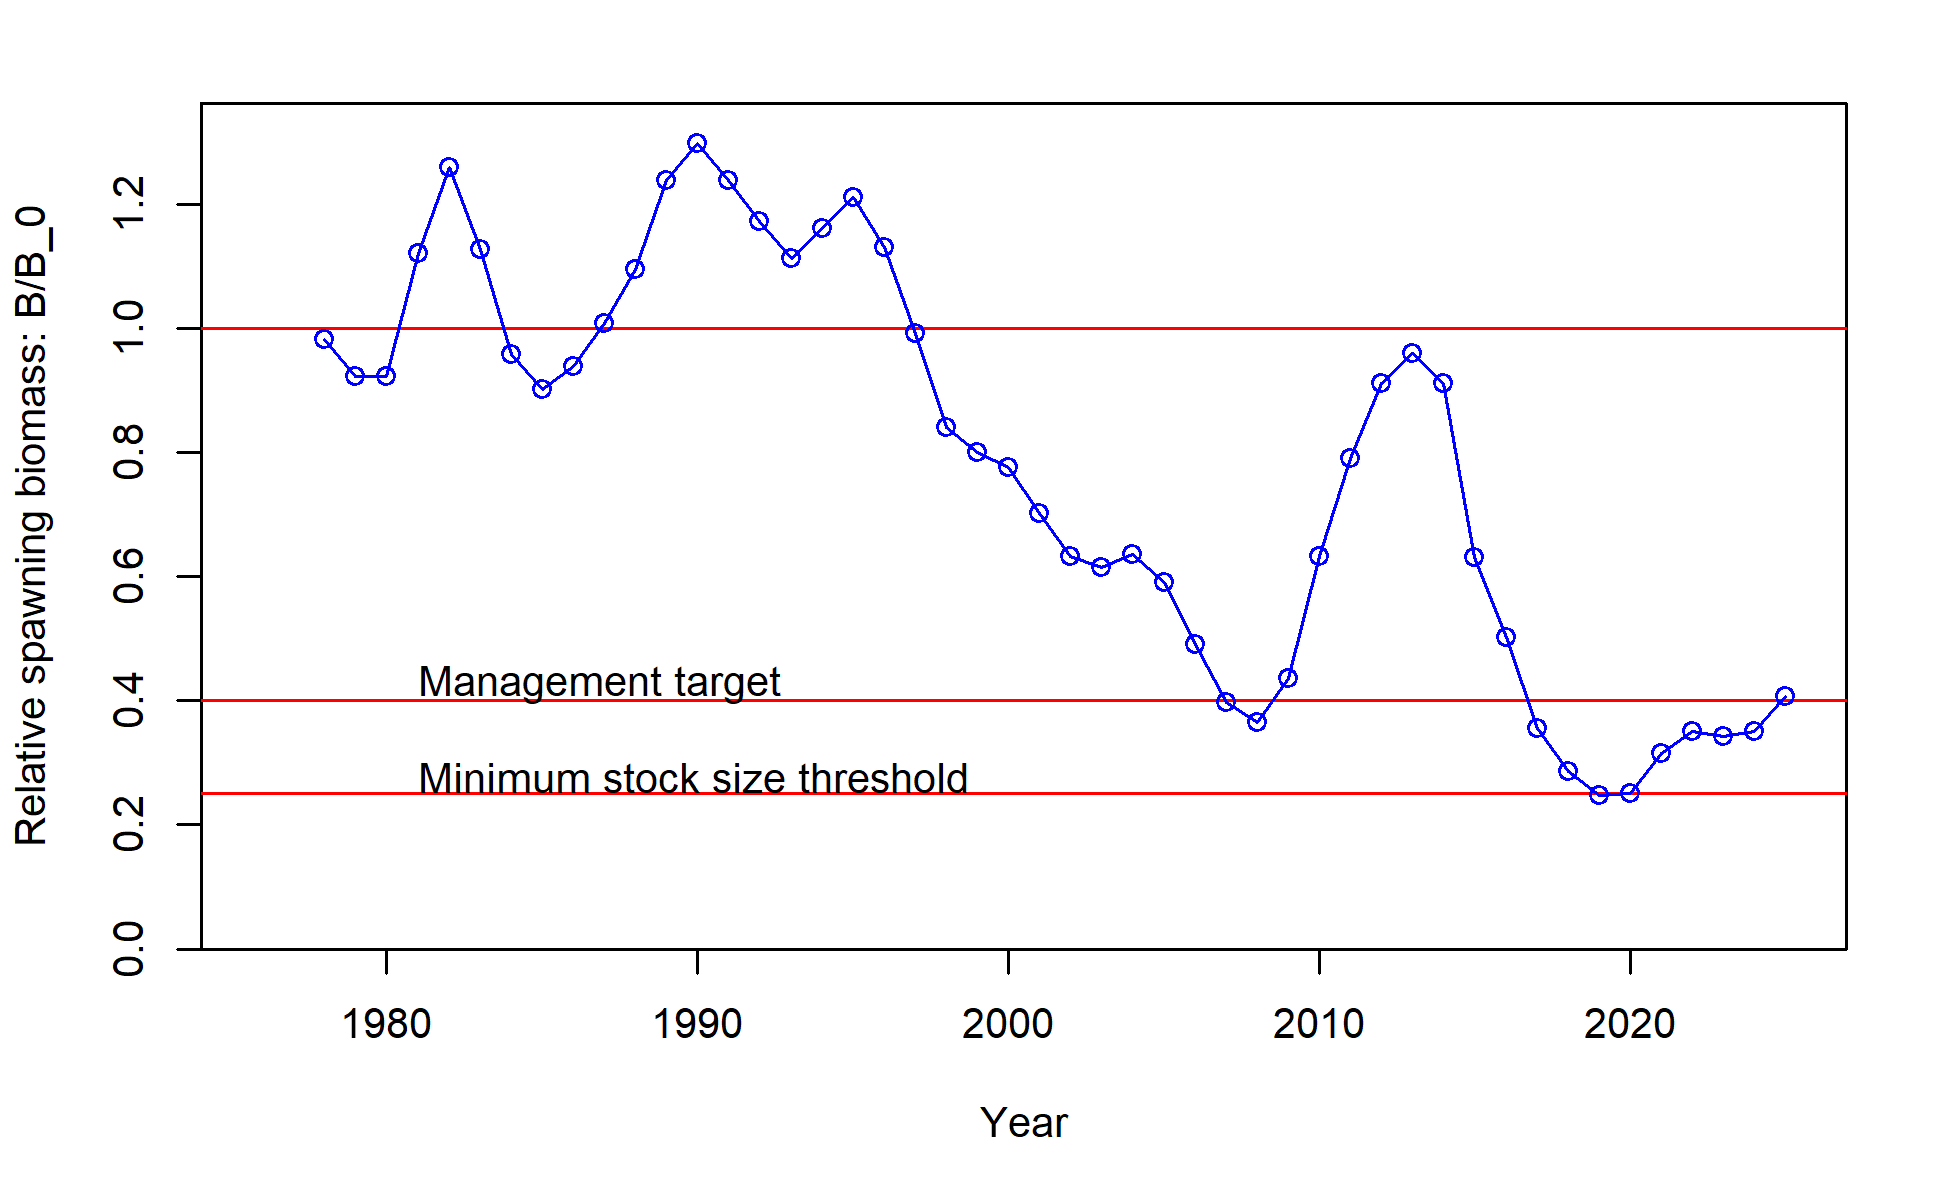 Relative spawning biomass: B/B_0
1.2
1.0
0.8
0.6
0.4
0.2
0.0
Management target
Minimum stock size threshold
1980 1990 2000 2010 2020
Year